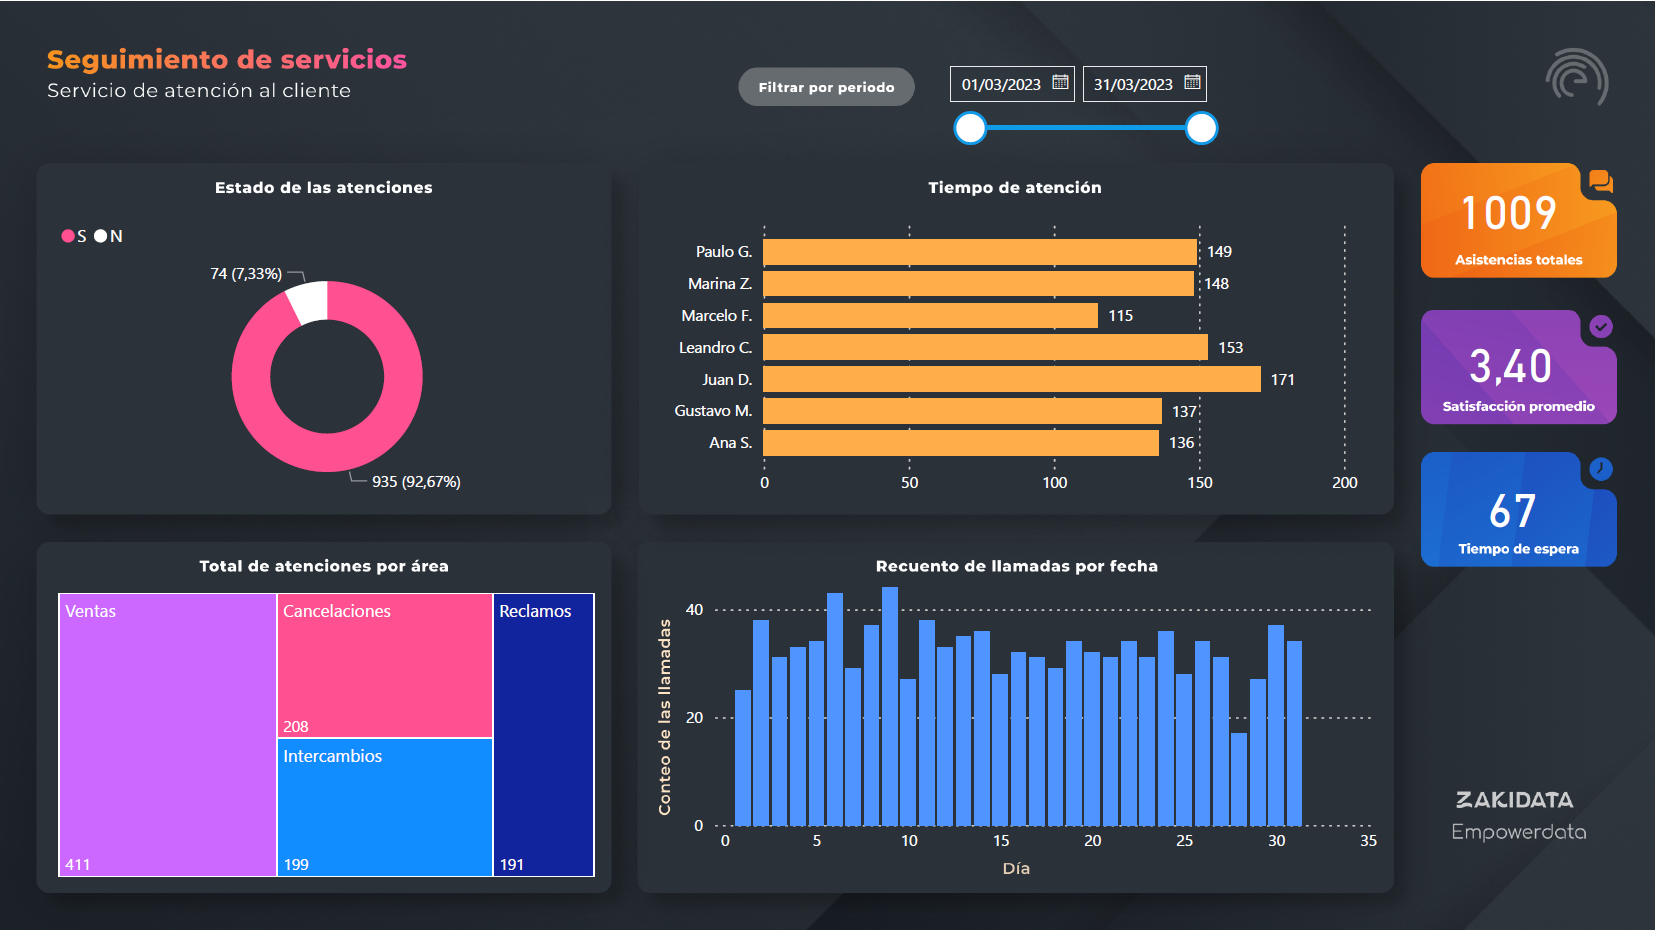 Seguimiento de servicios
Servicio de atención al cliente
Filtrar por periodo
01/03/2023
31/03/2023
Estado de las atenciones
S N
74 (7,33%)
935 (92,67%)
Tiempo de atención
Paulo G. 149
Marina Z. 148
Marcelo F. 115
Leandro C. 153
Juan D. 171
Gustavo M. 137
Ana S. 136
0 50 100 150 200
1009
Asistencias totales
3,40
Satisfacción promedio
67
Tiempo de espera
Total de atenciones por área
Ventas
411
Cancelaciones
208
Intercambios
199
Reclamos
191
Recuento de llamadas por fecha
Conteo de las llamadas
40
20
0
0 5 10 15 20 25 30 35
Día
ZAKIDATA
Empowerdata